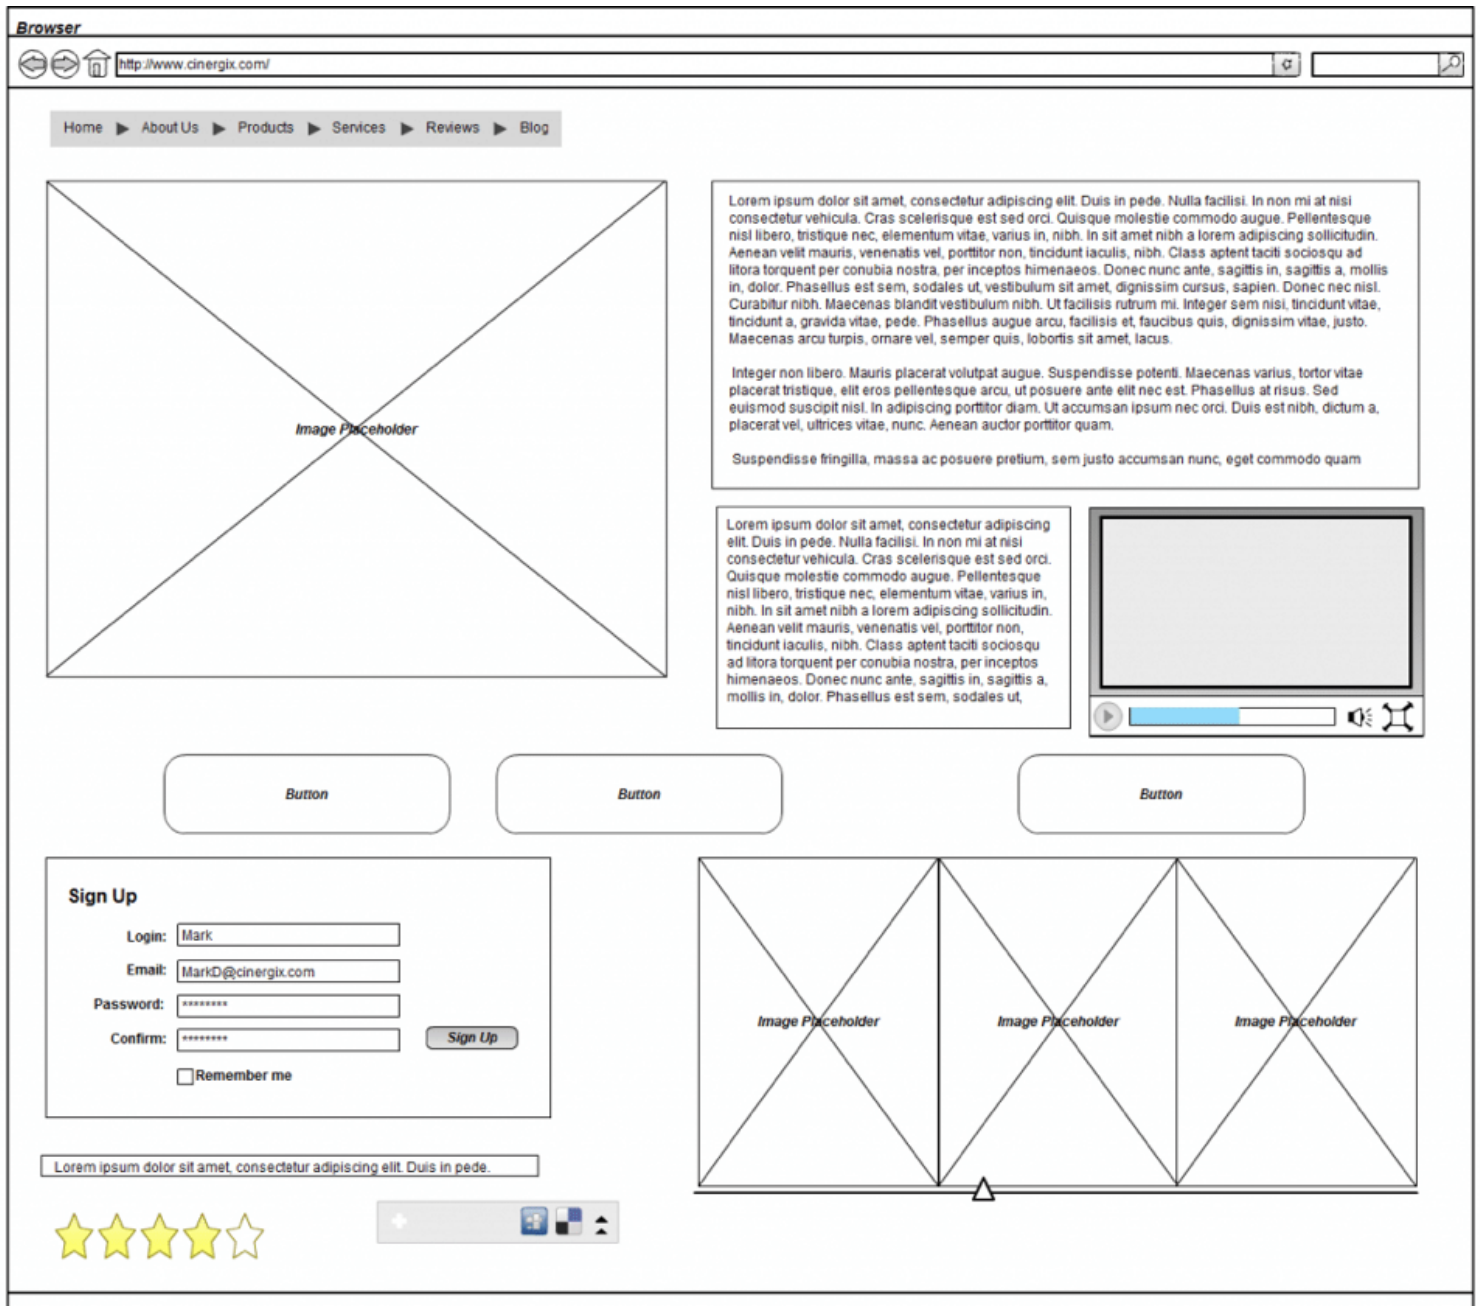 Browser
http://www.cinergix.com/
Home About Us Products Services Reviews Blog
Lorem ipsum dolor sit amet, consectetur adipiscing elit. Duis in pede. Nulla facilisi. In non mi at nisi
consectetur vehicula. Cras scelerisque est sed orci. Quisque molestie commodo augue. Pellentesque
nisl libero, tristique nec, elementum vitae, varius in, nibh. In sit amet nibh a lorem adipiscing sollicitudin.
Aenean velit mauris, venenatis vel, porttitor non, tincidunt iaculis, nibh. Class aptent taciti sociosqu ad
litora torquent per conubia nostra, per inceptos himenaeos. Donec nunc ante, sagittis in, sagittis a, mollis
in, dolor. Phasellus est sem, sodales ut, vestibulum sit amet, dignissim cursus, sapien. Donec nec nisl.
Curabitur nibh. Maecenas blandit vestibulum nibh. Ut facilisis rutrum mi. Integer sem nisi, tincidunt vitae,
tincidunt a, gravida vitae, pede. Phasellus augue arcu, facilisis et, faucibus quis, dignissim vitae, justo.
Maecenas arcu turpis, ornare vel, semper quis, lobortis sit amet, lacus.
Integer non libero. Mauris placerat volutpat augue. Suspendisse potenti. Maecenas varius, tortor vitae
placerat tristique, elit eros pellentesque arcu, ut posuere ante elit nec est. Phasellus at risus. Sed
euismod suscipit nisl. In adipiscing porttitor diam. Ut accumsan ipsum nec orci. Duis est nibh, dictum a,
placerat vel, ultrices vitae, nunc. Aenean auctor porttitor quam.
Suspendisse fringilla, massa ac posuere pretium, sem justo accumsan nunc, eget commodo quam
Image Placeholder
Lorem ipsum dolor sit amet, consectetur adipiscing
elit. Duis in pede. Nulla facilisi. In non mi at nisi
consectetur vehicula. Cras scelerisque est sed orci.
Quisque molestie commodo augue. Pellentesque
nisl libero, tristique nec, elementum vitae, varius in,
nibh. In sit amet nibh a lorem adipiscing sollicitudin.
Aenean velit mauris, venenatis vel, porttitor non,
tincidunt iaculis, nibh. Class aptent taciti sociosqu
ad litora torquent per conubia nostra, per inceptos
himenaeos. Donec nunc ante, sagittis in, sagittis a,
mollis in, dolor. Phasellus est sem, sodales ut,
Button Button Button
Sign Up
Login: Mark
Email: MarkD@cinergix.com
Password: ********
Confirm: ********
Sign Up
Remember me
Image Placeholder Image Placeholder Image Placeholder
Lorem ipsum dolor sit amet, consectetur adipiscing elit. Duis in pede.